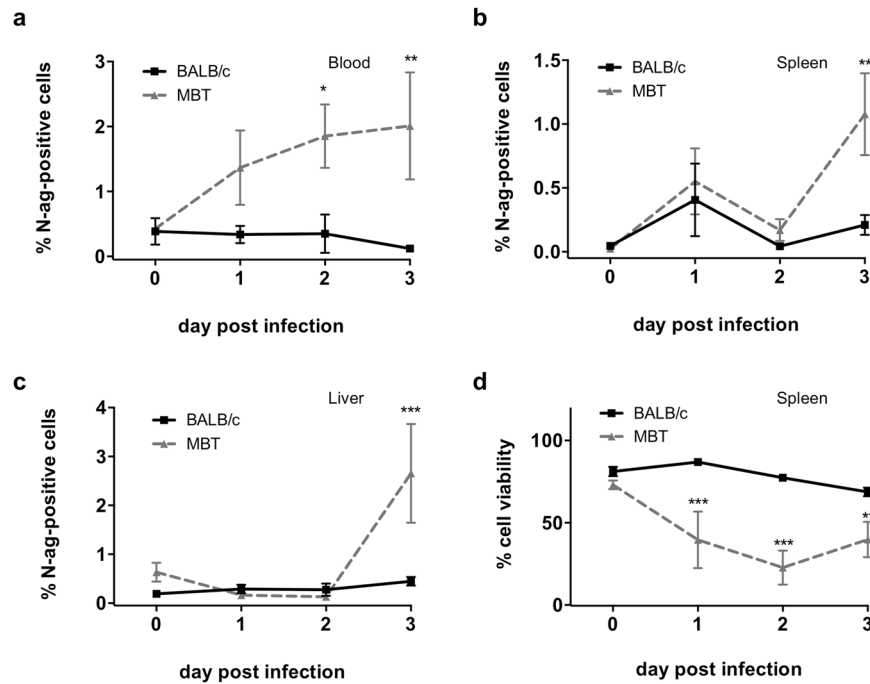 a
Blood
BALB/c
MBT
% N-ag-positive cells
3
2
1
0
*
**
0 1 2 3
day post infection
b
Spleen
BALB/c
MBT
% N-ag-positive cells
1.5
1.0
0.5
0.0
**
0 1 2 3
day post infection
c
Liver
BALB/c
MBT
% N-ag-positive cells
4
3
2
1
0
***
0 1 2 3
day post infection
d
Spleen
BALB/c
MBT
% cell viability
100
50
0
***
***
**
0 1 2 3
day post infection